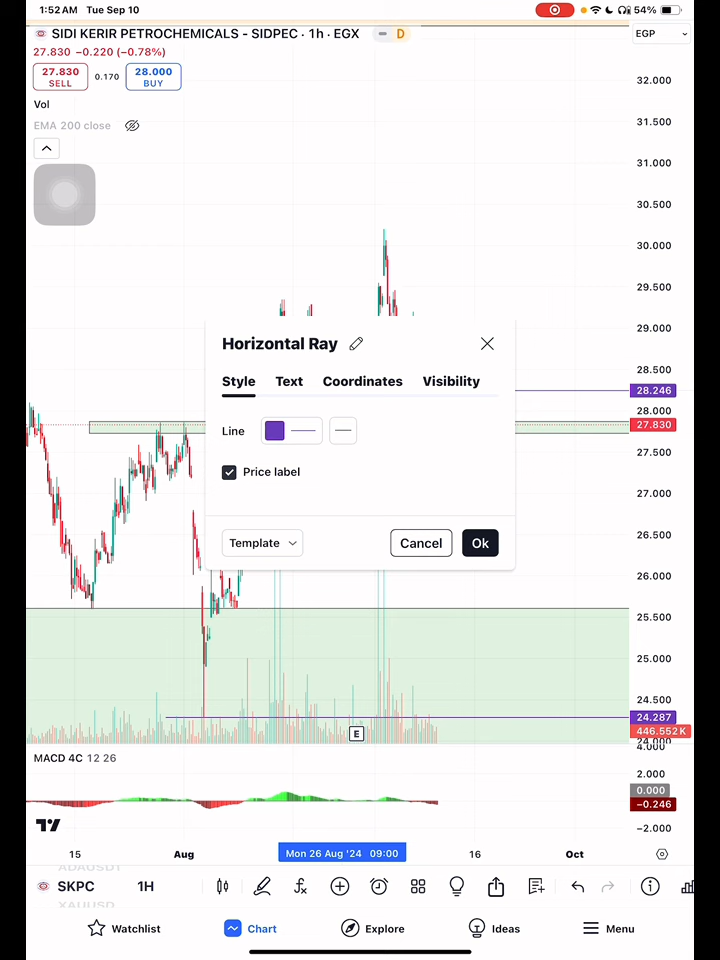 1:52 AM Tue Sep 10
54%
SIDI KERIR PETROCHEMICALS - SIDPEC · 1h · EGX
D
EGP
27.830 −0.220 (−0.78%)
27.830
SELL
0.170
28.000
BUY
Vol
EMA 200 close
32.000
31.500
31.000
30.500
30.000
29.500
29.000
28.500
28.246
28.000
27.830
27.500
27.000
26.500
26.000
25.500
25.000
24.500
24.287
446.552K
24.000
Horizontal Ray
Style Text Coordinates Visibility
Line
Price label
Template
Cancel
Ok
E
MACD 4C 12 26
4.000
2.000
0.000
−0.246
−2.000
15
Aug
Mon 26 Aug '24 09:00
16
Oct
ADAUSDT
SKPC
1H
XAUUSD
Watchlist
Chart
Explore
Ideas
Menu